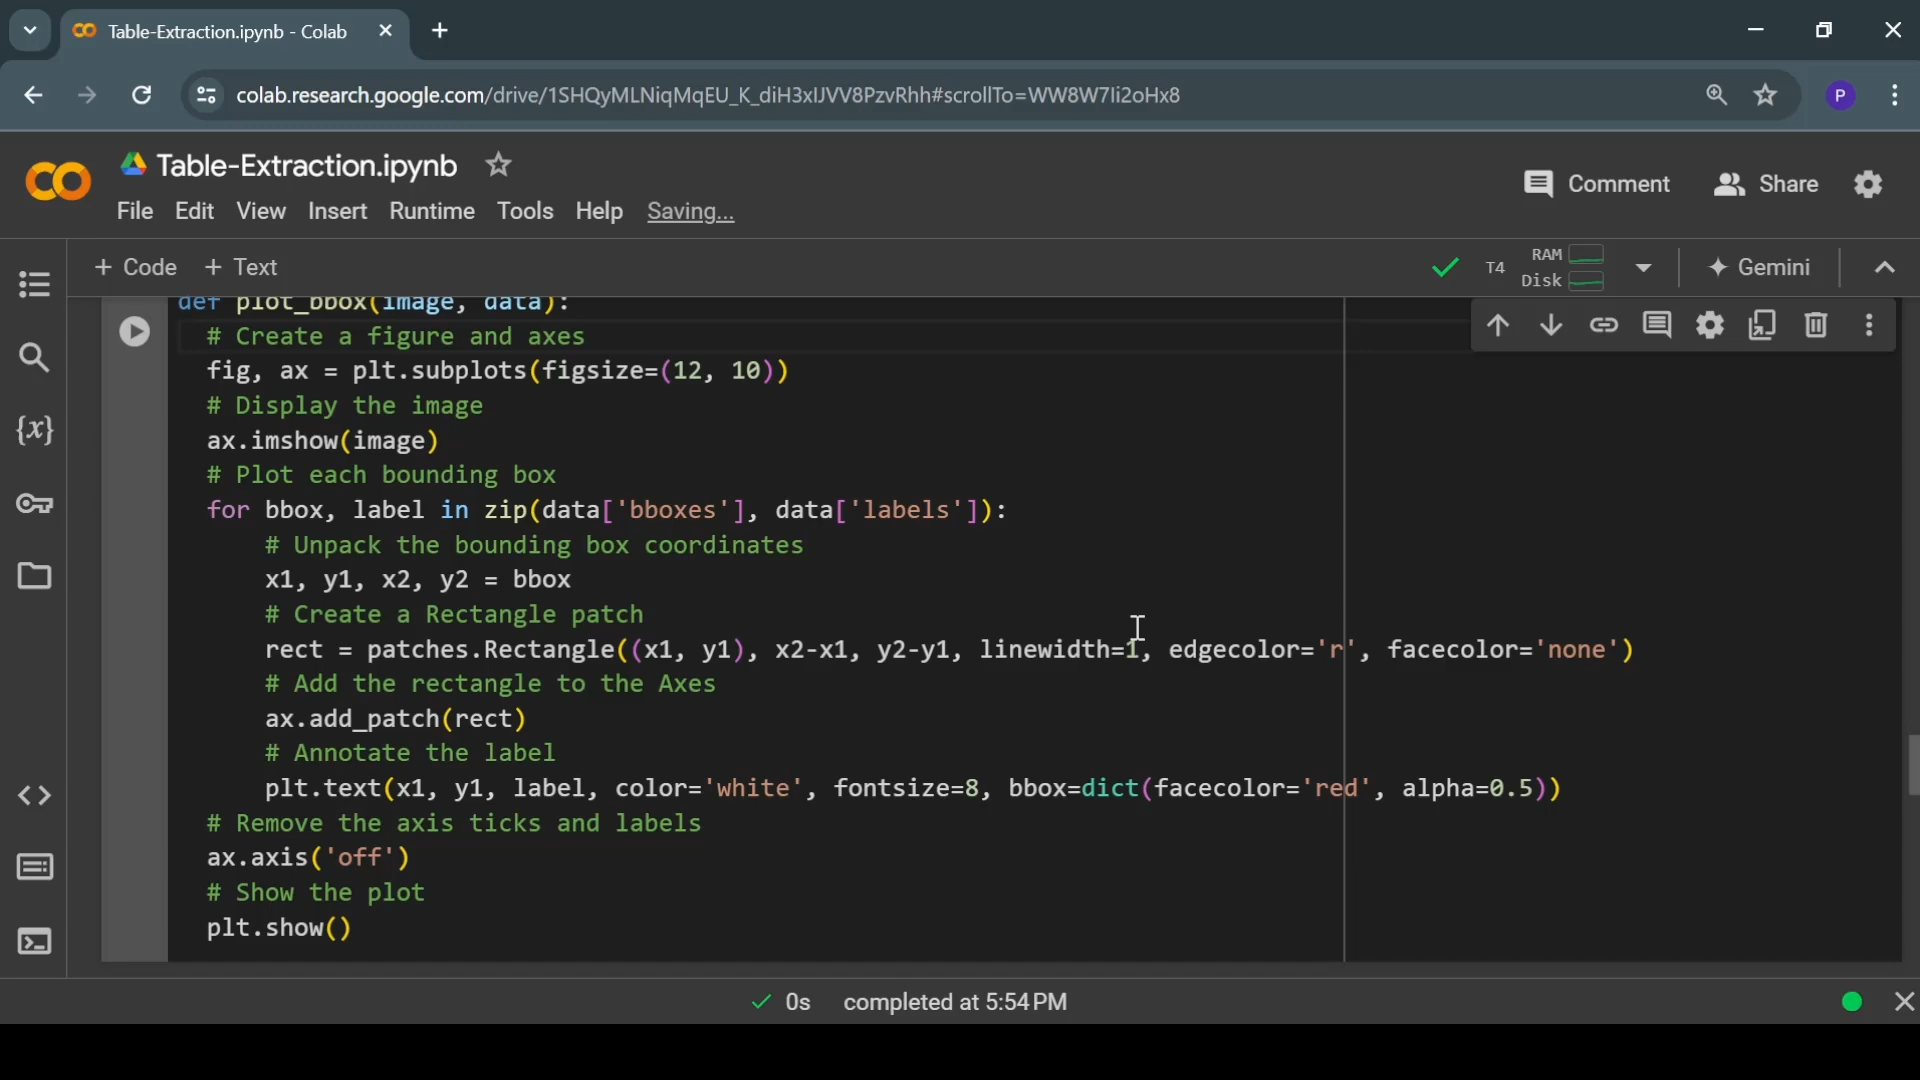 Table-Extraction.ipynb - Colab
colab.research.google.com/drive/1SHQyMLNiqMqEU_K_diH3xIJVV8PzvRhh#scrollTo=WW8W7Ii2oHx8
P
Table-Extraction.ipynb
Comment
Share
File Edit View Insert Runtime Tools Help Saving...
+ Code + Text
T4
RAM
Disk
Gemini
def plot_bbox(image, data):
# Create a figure and axes
fig, ax = plt.subplots(figsize=(12, 10))
# Display the image
ax.imshow(image)
# Plot each bounding box
for bbox, label in zip(data['bboxes'], data['labels']):
# Unpack the bounding box coordinates
x1, y1, x2, y2 = bbox
# Create a Rectangle patch
rect = patches.Rectangle((x1, y1), x2-x1, y2-y1, linewidth=1, edgecolor='r', facecolor='none')
# Add the rectangle to the Axes
ax.add_patch(rect)
# Annotate the label
plt.text(x1, y1, label, color='white', fontsize=8, bbox=dict(facecolor='red', alpha=0.5))
# Remove the axis ticks and labels
ax.axis('off')
# Show the plot
plt.show()
0s completed at 5:54 PM